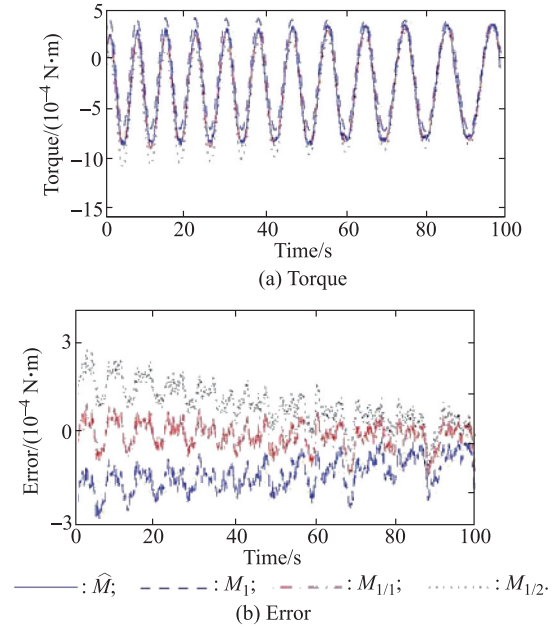 5
0
−5
−10
−15
Torque/(10⁻⁴ N·m)
0 20 40 60 80 100
Time/s
(a) Torque
3
0
−3
Error/(10⁻⁴ N·m)
0 20 40 60 80 100
Time/s
: M̂; : M₁; : M₁/₁; : M₁/₂.
(b) Error